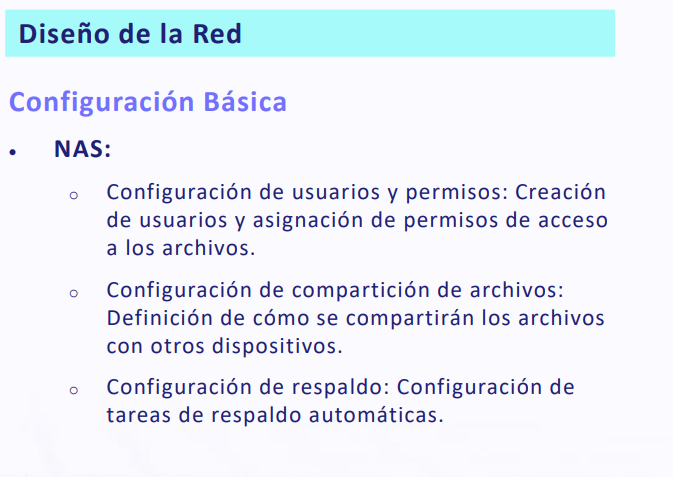 Diseño de la Red
Configuración Básica
• NAS:
o Configuración de usuarios y permisos: Creación
de usuarios y asignación de permisos de acceso
a los archivos.
o Configuración de compartición de archivos:
Definición de cómo se compartirán los archivos
con otros dispositivos.
o Configuración de respaldo: Configuración de
tareas de respaldo automáticas.